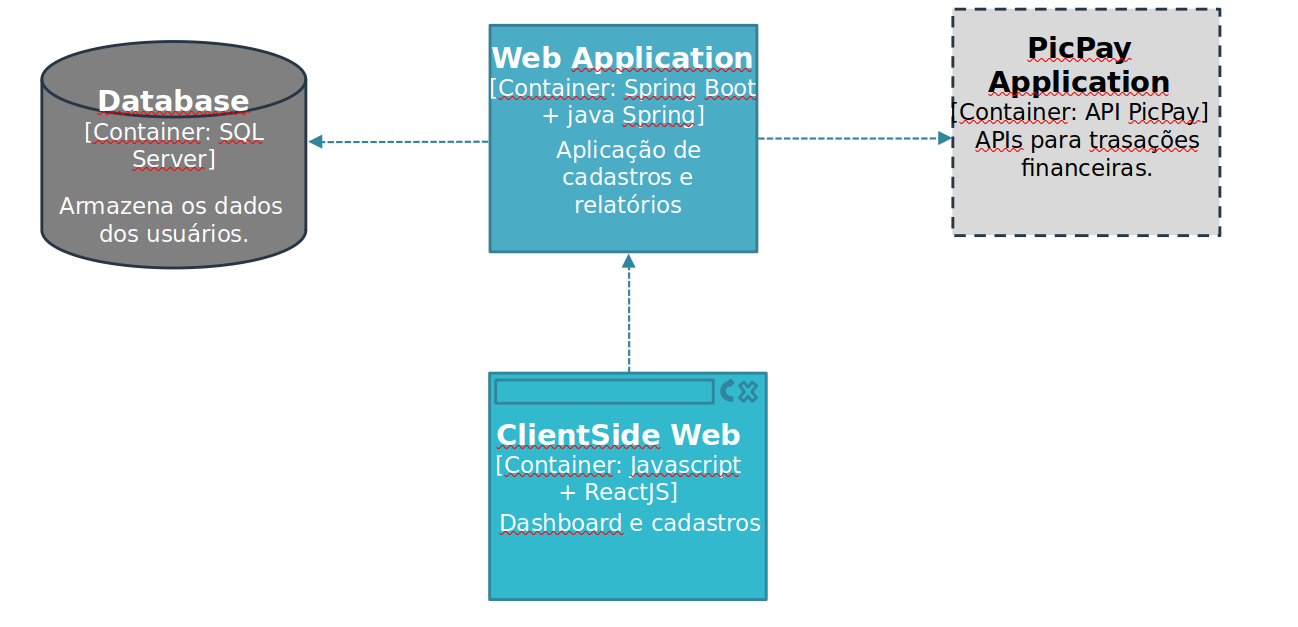 Database
[Container: SQL
Server]
Armazena os dados
dos usuários.
Web Application
[Container: Spring Boot
+ java Spring]
Aplicação de
cadastros e
relatórios
PicPay
Application
[Container: API PicPay]
APIs para trasações
financeiras.
ClientSide Web
[Container: Javascript
+ ReactJS]
Dashboard e cadastros